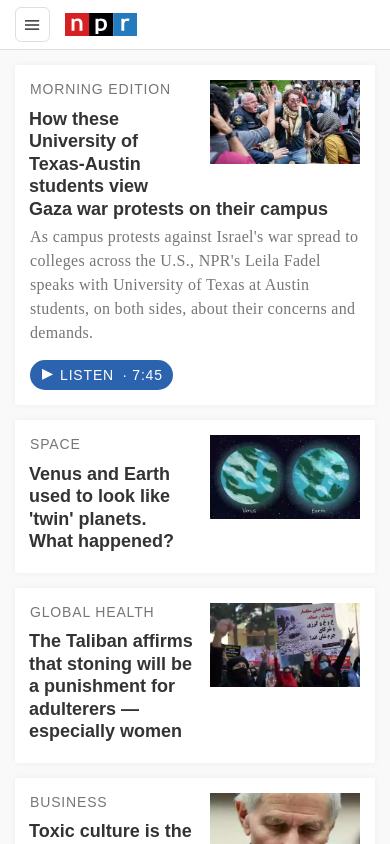 npr
MORNING EDITION
How these
University of
Texas-Austin
students view
Gaza war protests on their campus
As campus protests against Israel's war spread to
colleges across the U.S., NPR's Leila Fadel
speaks with University of Texas at Austin
students, on both sides, about their concerns and
demands.
LISTEN · 7:45
SPACE
Venus and Earth
used to look like
'twin' planets.
What happened?
Venus
Earth
GLOBAL HEALTH
The Taliban affirms
that stoning will be
a punishment for
adulterers —
especially women
BUSINESS
Toxic culture is the